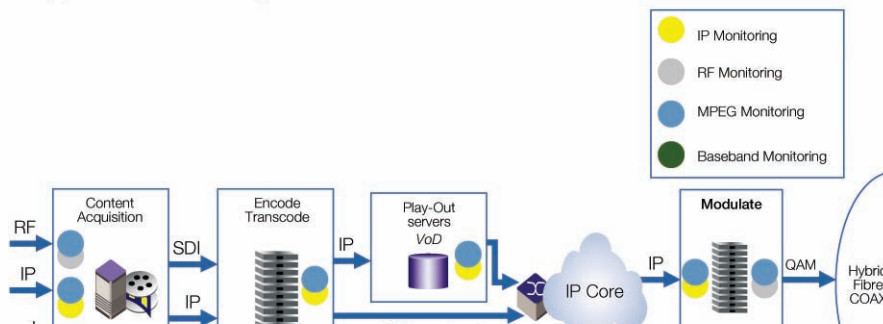 IP Monitoring
RF Monitoring
MPEG Monitoring
Baseband Monitoring
Content
Acquisition
Encode
Transcode
Play-Out
servers
VoD
Modulate
RF
SDI
IP
IP
QAM
IP
IP
IP Core
Hybrid
Fibre
COAX